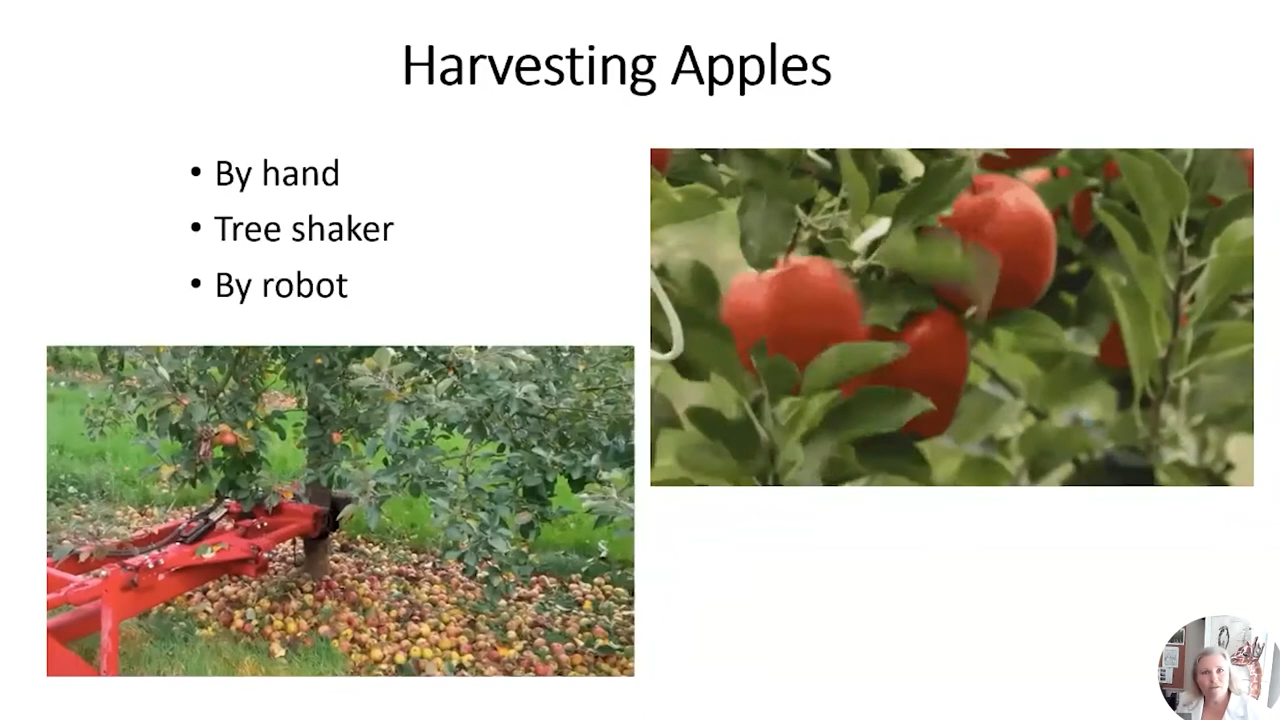 Harvesting Apples
• By hand
• Tree shaker
• By robot